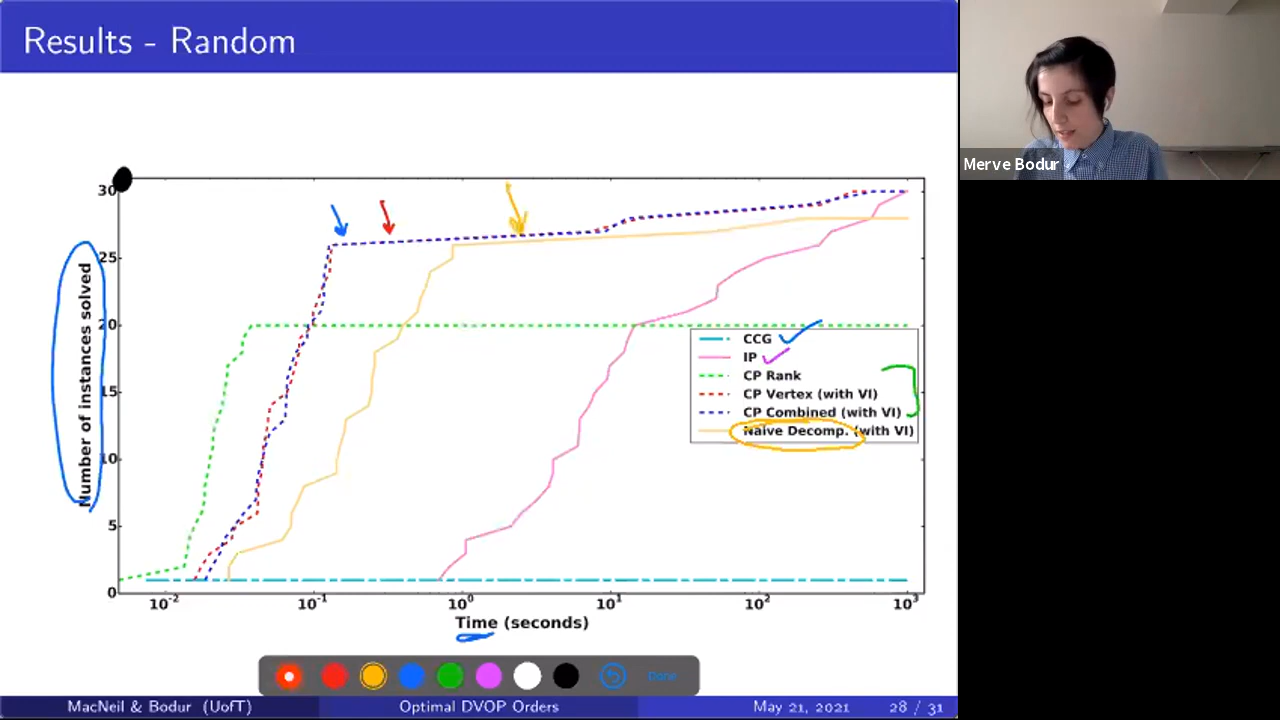 Results - Random
Merve Bodur
30
25
20
15
10
5
0
Number of instances solved
CCG
IP
CP Rank
CP Vertex (with VI)
CP Combined (with VI)
Naive Decomp. (with VI)
10-2
10-1
100
101
102
103
Time (seconds)
Done
MacNeil & Bodur (UofT)
Optimal DVOP Orders
May 21, 2021
28 / 31